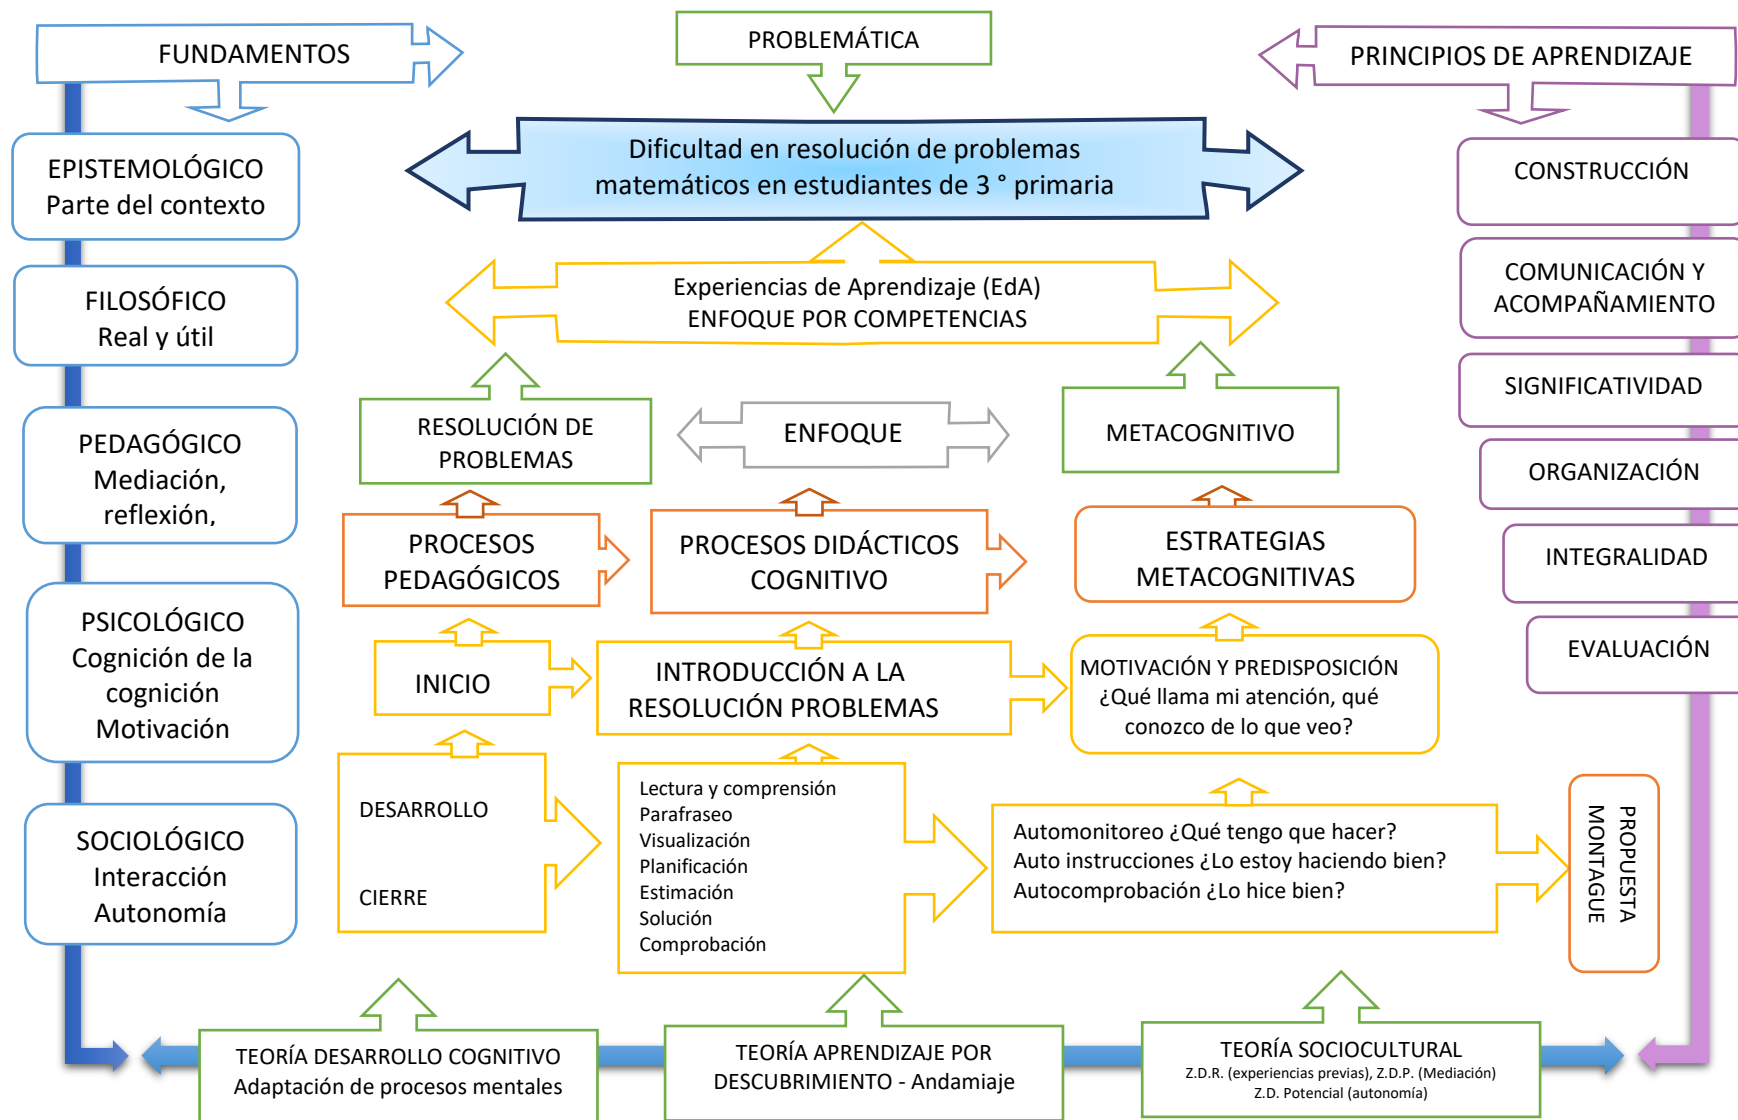 FUNDAMENTOS
PROBLEMÁTICA
PRINCIPIOS DE APRENDIZAJE
Dificultad en resolución de problemas
matemáticos en estudiantes de 3 ° primaria
Experiencias de Aprendizaje (EdA)
ENFOQUE POR COMPETENCIAS
EPISTEMOLÓGICO
Parte del contexto
FILOSÓFICO
Real y útil
PEDAGÓGICO
Mediación,
reflexión,
PSICOLÓGICO
Cognición de la
cognición
Motivación
SOCIOLÓGICO
Interacción
Autonomía
RESOLUCIÓN DE
PROBLEMAS
ENFOQUE
METACOGNITIVO
PROCESOS
PEDAGÓGICOS
PROCESOS DIDÁCTICOS
COGNITIVO
ESTRATEGIAS
METACOGNITIVAS
INICIO
INTRODUCCIÓN A LA
RESOLUCIÓN PROBLEMAS
MOTIVACIÓN Y PREDISPOSICIÓN
¿Qué llama mi atención, qué
conozco de lo que veo?
DESARROLLO
CIERRE
Lectura y comprensión
Parafraseo
Visualización
Planificación
Estimación
Solución
Comprobación
Automonitoreo ¿Qué tengo que hacer?
Auto instrucciones ¿Lo estoy haciendo bien?
Autocomprobación ¿Lo hice bien?
PROPUESTA
MONTAGUE
CONSTRUCCIÓN
COMUNICACIÓN Y
ACOMPAÑAMIENTO
SIGNIFICATIVIDAD
ORGANIZACIÓN
INTEGRALIDAD
EVALUACIÓN
TEORÍA DESARROLLO COGNITIVO
Adaptación de procesos mentales
TEORÍA APRENDIZAJE POR
DESCUBRIMIENTO - Andamiaje
TEORÍA SOCIOCULTURAL
Z.D.R. (experiencias previas), Z.D.P. (Mediación)
Z.D. Potencial (autonomía)